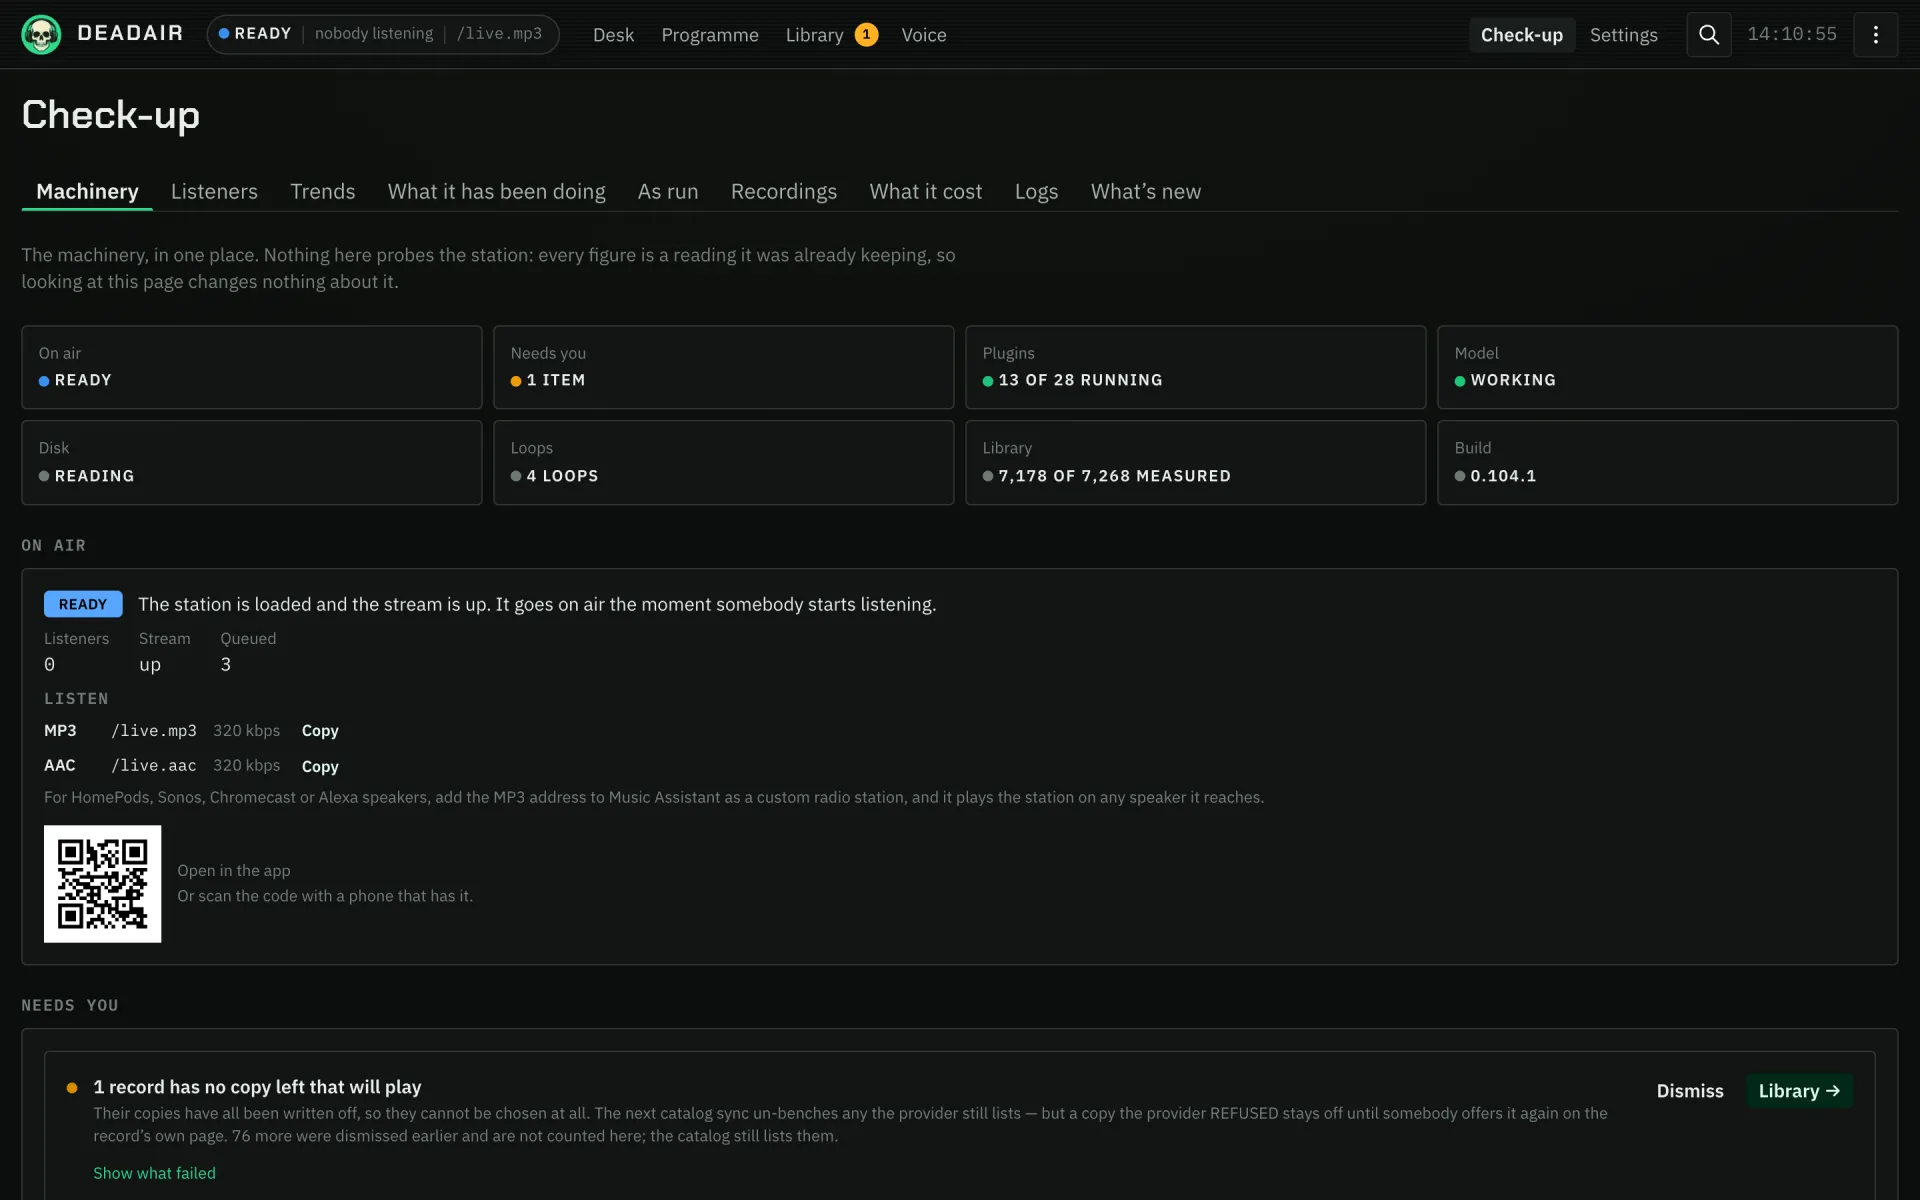 DEADAIR
READY | nobody listening | /live.mp3
Desk
Programme
Library 1
Voice
Check-up
Settings
14:10:55
Check-up
Machinery
Listeners
Trends
What it has been doing
As run
Recordings
What it cost
Logs
What's new
The machinery, in one place. Nothing here probes the station: every figure is a reading it was already keeping, so
looking at this page changes nothing about it.
On air
READY
Needs you
1 ITEM
Plugins
13 OF 28 RUNNING
Model
WORKING
Disk
READING
Loops
4 LOOPS
Library
7,178 OF 7,268 MEASURED
Build
0.104.1
ON AIR
READY The station is loaded and the stream is up. It goes on air the moment somebody starts listening.
Listeners Stream Queued
0 up 3
LISTEN
MP3 /live.mp3 320 kbps Copy
AAC /live.aac 320 kbps Copy
For HomePods, Sonos, Chromecast or Alexa speakers, add the MP3 address to Music Assistant as a custom radio station, and it plays the station on any speaker it reaches.
Open in the app
Or scan the code with a phone that has it.
NEEDS YOU
1 record has no copy left that will play
Dismiss
Library →
Their copies have all been written off, so they cannot be chosen at all. The next catalog sync un-benches any the provider still lists — but a copy the provider REFUSED stays off until somebody offers it again on the
record's own page. 76 more were dismissed earlier and are not counted here; the catalog still lists them.
Show what failed